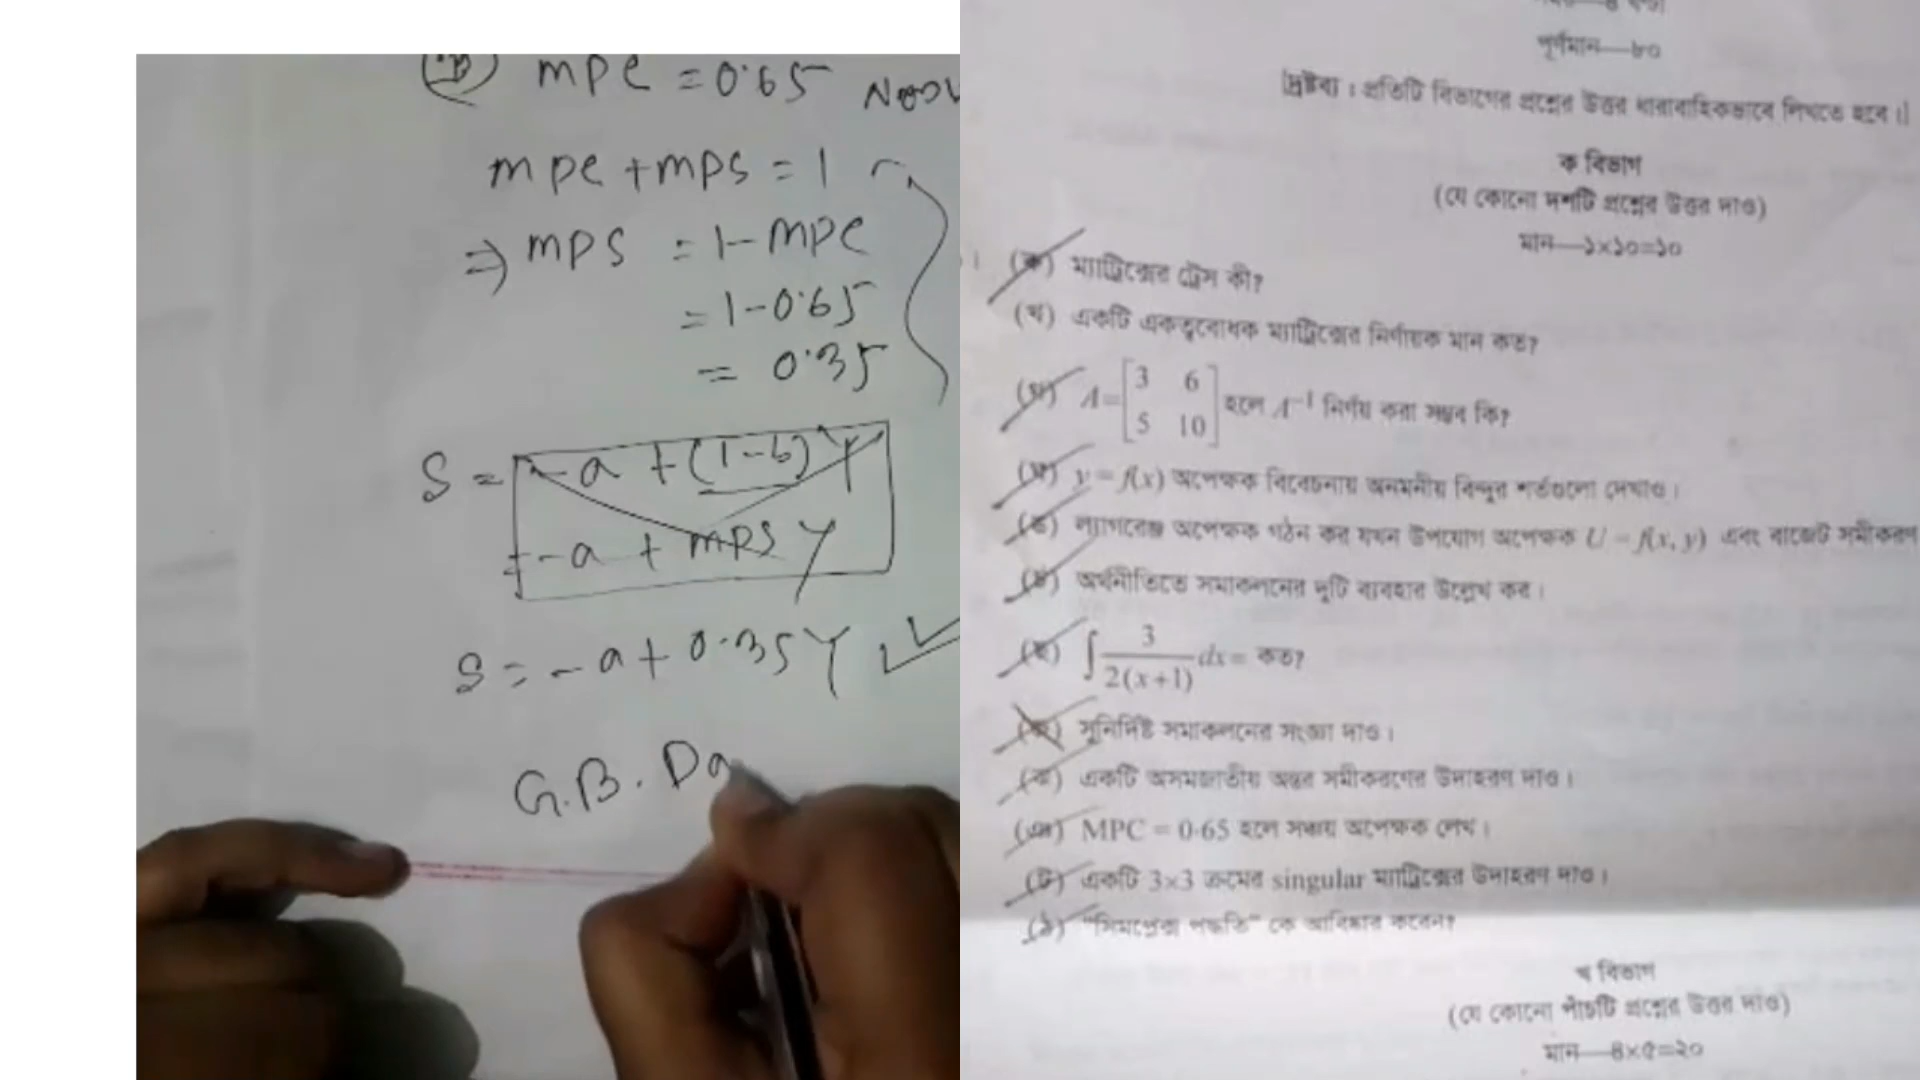 mpc = 0.65
mpc + mps = 1
⇒ mps = 1 - mpc
= 1 - 0.65
= 0.35
S = -a + (1-b) Y
= -a + mps Y
S = -a + 0.35 Y
G.B. Da
পূর্ণমান—৮০
[দ্রষ্টব্য : প্রতিটি বিভাগের প্রশ্নের উত্তর ধারাবাহিকভাবে লিখতে হবে।]
ক বিভাগ
(যে কোনো দশটি প্রশ্নের উত্তর দাও)
মান—১×১০=১০
১। (ক) ম্যাট্রিক্সের ট্রেস কী?
(খ) একটি একত্ববোধক ম্যাট্রিক্সের নির্ণায়ক মান কত?
(গ) A = [3 6
5 10] হলে A⁻¹ নির্ণয় করা সম্ভব কি?
(ঘ) y = f(x) অপেক্ষক বিবেচনায় অনমনীয় বিন্দুর শর্তগুলো দেখাও।
(ঙ) ল্যাগরেঞ্জ অপেক্ষক গঠন কর যখন উপযোগ অপেক্ষক U = f(x, y) এবং বাজেট সমীকরণ
(চ) অর্থনীতিতে সমাকলনের দুটি ব্যবহার উল্লেখ কর।
(ছ) ∫ 3/2(x+1) dx = কত?
(জ) সুনির্দিষ্ট সমাকলনের সংজ্ঞা দাও।
(ঝ) একটি অসমজাতীয় অন্তর সমীকরণের উদাহরণ দাও।
(ঞ) MPC = 0·65 হলে সঞ্চয় অপেক্ষক লেখ।
(ট) একটি 3×3 ক্রমের singular ম্যাট্রিক্সের উদাহরণ দাও।
(ঠ) "সিমপ্লেক্স পদ্ধতি" কে আবিষ্কার করেন?
খ বিভাগ
(যে কোনো পাঁচটি প্রশ্নের উত্তর দাও)
মান—৪×৫=২০